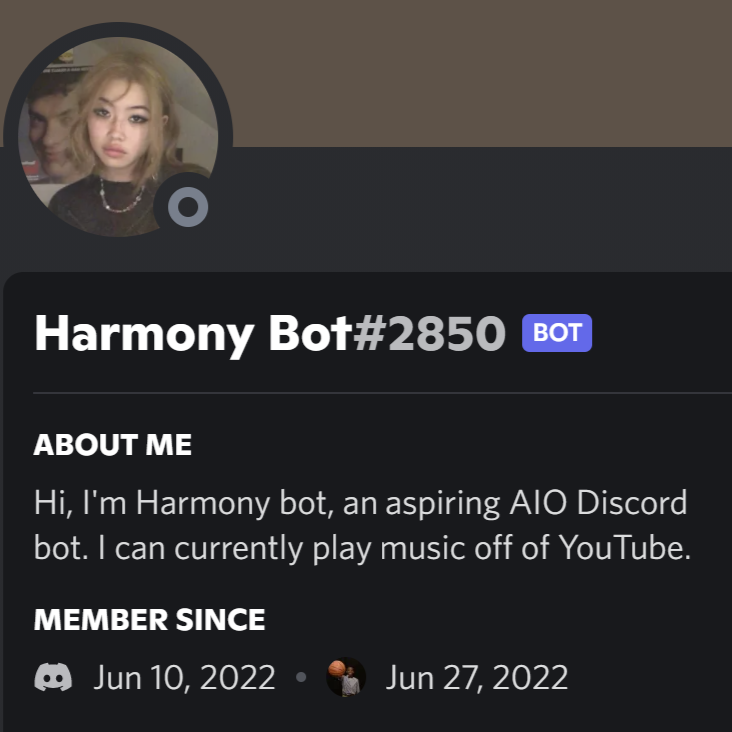 Harmony Bot#2850 BOT
ABOUT ME
Hi, I'm Harmony bot, an aspiring AIO Discord
bot. I can currently play music off of YouTube.
MEMBER SINCE
Jun 10, 2022 • Jun 27, 2022